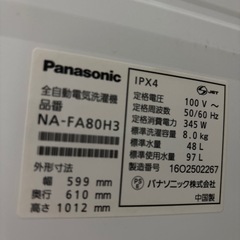 Panasonic
全自動電気洗濯機
品番
NA-FA80H3
外形寸法
幅 599 mm
奥行 610 mm
高さ 1012 mm
IPX4
JET
定格電圧 100 V～
定格周波数 50/60 Hz
定格消費電力 345 W
標準洗濯容量 8.0 kg
標準水量 48 L
標準使用水量 97 L
製造番号 16O2502267
パナソニック株式会社
中国製